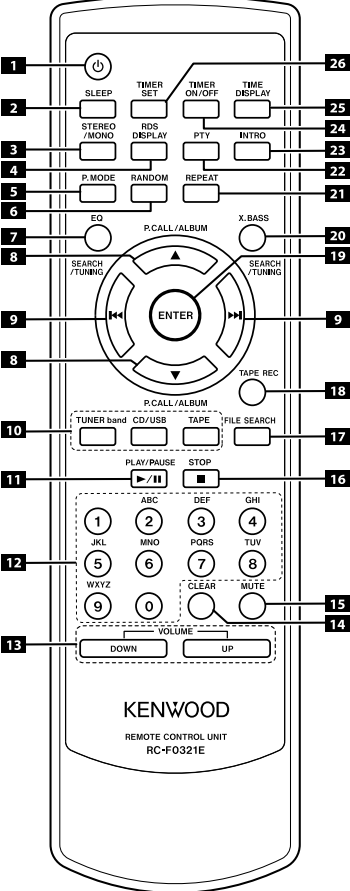 1
26
SLEEP
TIMER SET
TIMER ON/OFF
TIME DISPLAY
2
25
24
STEREO /MONO
RDS DISPLAY
PTY
INTRO
3
23
4
22
P.MODE
RANDOM
REPEAT
5
21
6
EQ
X.BASS
7
P.CALL/ALBUM
20
8
SEARCH /TUNING
SEARCH /TUNING
19
ENTER
9
9
8
TAPE REC
P.CALL/ALBUM
18
TUNER band
CD/USB
TAPE
FILE SEARCH
10
17
PLAY/PAUSE
STOP
11
16
ABC
DEF
GHI
1
2
3
4
JKL
MNO
PQRS
TUV
12
5
6
7
8
WXYZ
CLEAR
MUTE
9
0
15
14
VOLUME
13
DOWN
UP
KENWOOD
REMOTE CONTROL UNIT
RC-F0321E